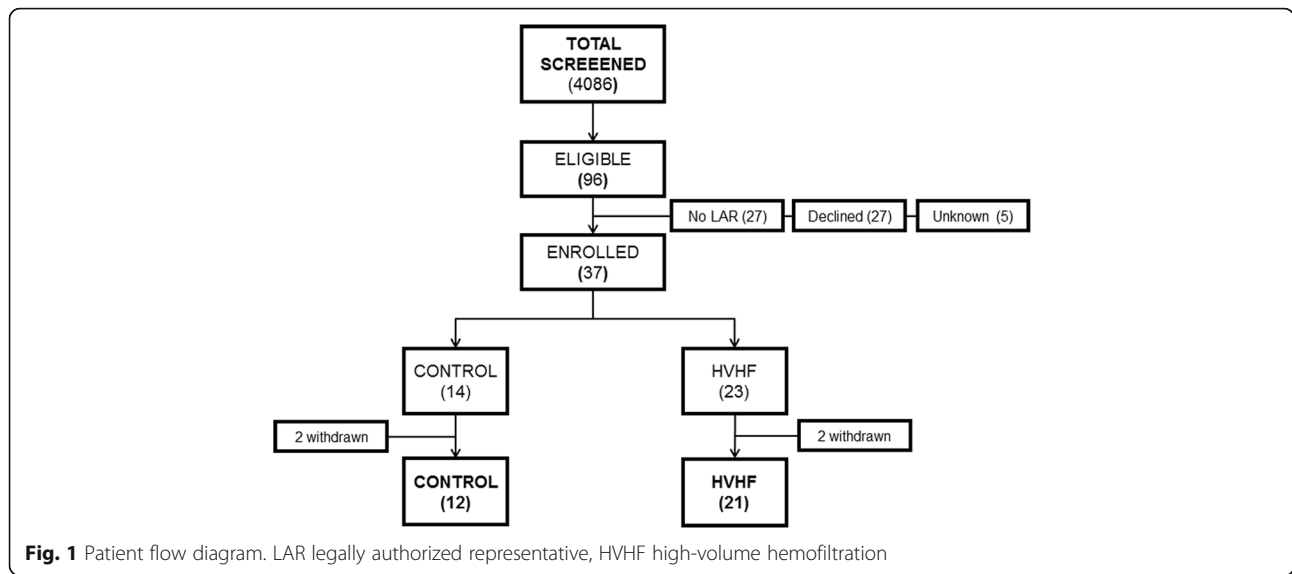 TOTAL
SCREEENED
(4086)
ELIGIBLE
(96)
No LAR (27)
Declined (27)
Unknown (5)
ENROLLED
(37)
CONTROL
(14)
HVHF
(23)
2 withdrawn
2 withdrawn
CONTROL
(12)
HVHF
(21)
Fig. 1 Patient flow diagram. LAR legally authorized representative, HVHF high-volume hemofiltration